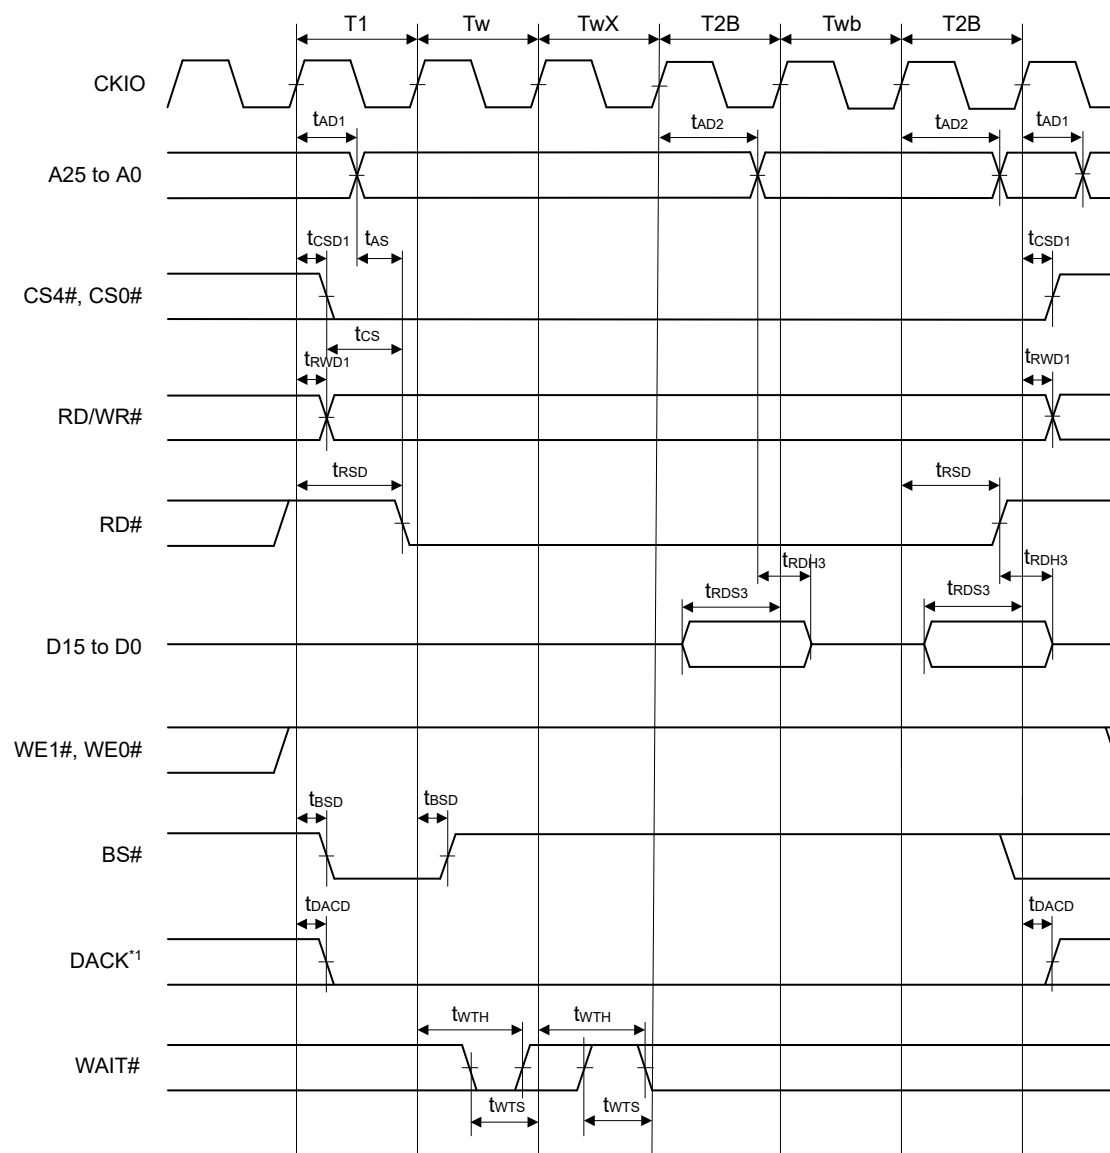 T1 Tw TwX T2B Twb T2B
CKIO
tAD1 tAD2 tAD2 tAD1
A25 to A0
tCSD1 tAS tCSD1
CS4#, CS0#
tCS
tRWD1 tRWD1
RD/WR#
tRSD tRSD
RD#
tRDH3 tRDH3
tRDS3 tRDS3
D15 to D0
WE1#, WE0#
tBSD tBSD
BS#
tDACD tDACD
DACK*1
tWTH tWTH
WAIT#
tWTS tWTS